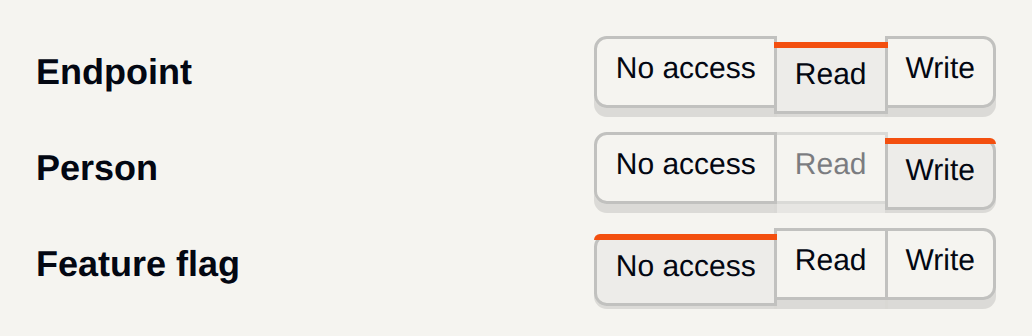 Endpoint No access Read Write
Person No access Read Write
Feature flag No access Read Write